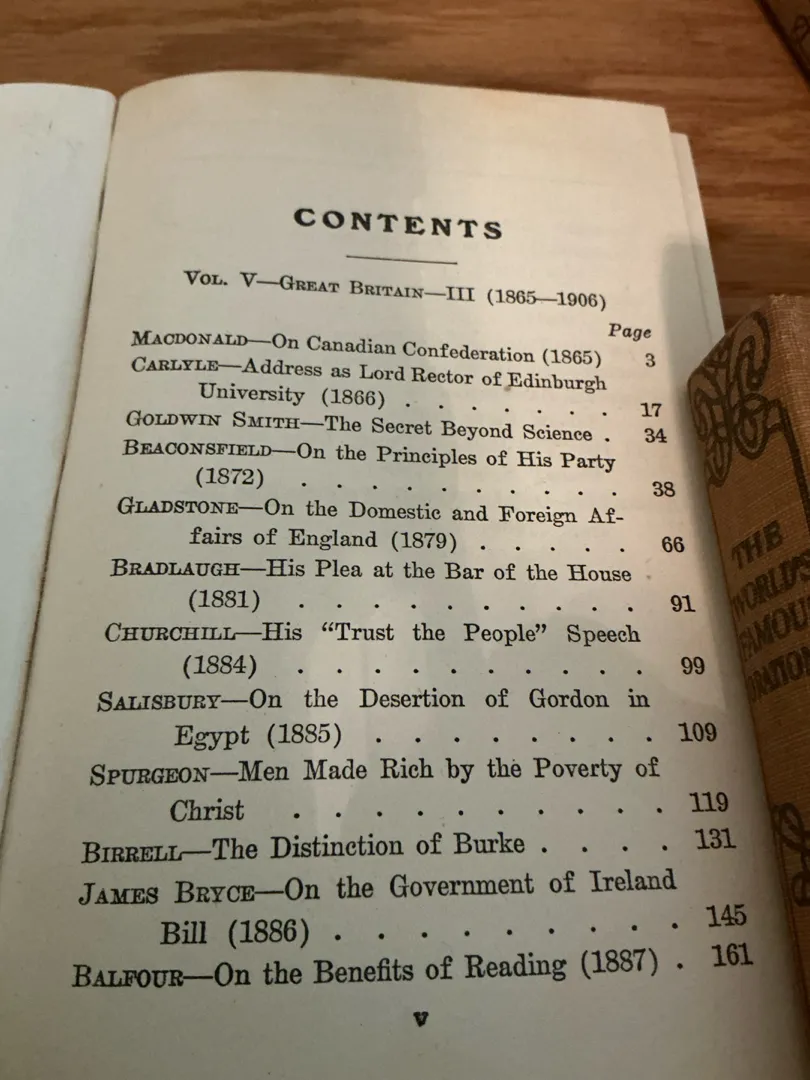 CONTENTS
VOL. V—GREAT BRITAIN—III (1865—1906)
Page
MACDONALD—On Canadian Confederation (1865) 3
CARLYLE—Address as Lord Rector of Edinburgh
University (1866) . . . . . . . 17
GOLDWIN SMITH—The Secret Beyond Science . 34
BEACONSFIELD—On the Principles of His Party
(1872) . . . . . . . . . . 38
GLADSTONE—On the Domestic and Foreign Af-
fairs of England (1879) . . . . . 66
BRADLAUGH—His Plea at the Bar of the House
(1881) . . . . . . . . . . 91
CHURCHILL—His "Trust the People" Speech
(1884) . . . . . . . . . . 99
SALISBURY—On the Desertion of Gordon in
Egypt (1885) . . . . . . . . 109
SPURGEON—Men Made Rich by the Poverty of
Christ . . . . . . . . . . 119
BIRRELL—The Distinction of Burke . . . . 131
JAMES BRYCE—On the Government of Ireland
Bill (1886) . . . . . . . . . 145
BALFOUR—On the Benefits of Reading (1887) . 161
v
THE
WORLD'S
FAMOUS
ORATIONS